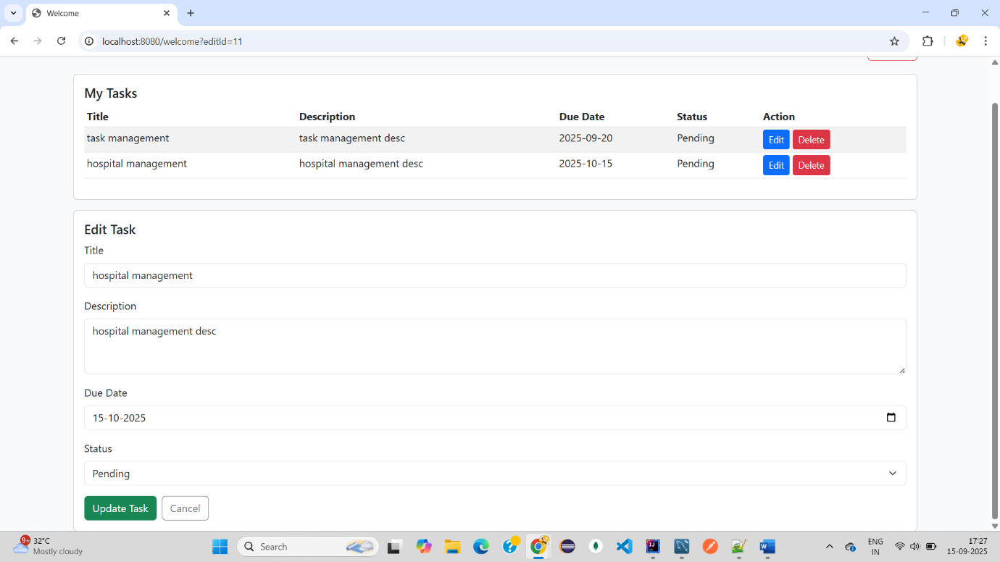 Welcome
localhost:8080/welcome?editId=11
My Tasks
Title Description Due Date Status Action
task management task management desc 2025-09-20 Pending Edit Delete
hospital management hospital management desc 2025-10-15 Pending Edit Delete
Edit Task
Title
hospital management
Description
hospital management desc
Due Date
15-10-2025
Status
Pending
Update Task Cancel
9+ 32°C
Mostly cloudy
Search
ENG
IN
17:27
15-09-2025